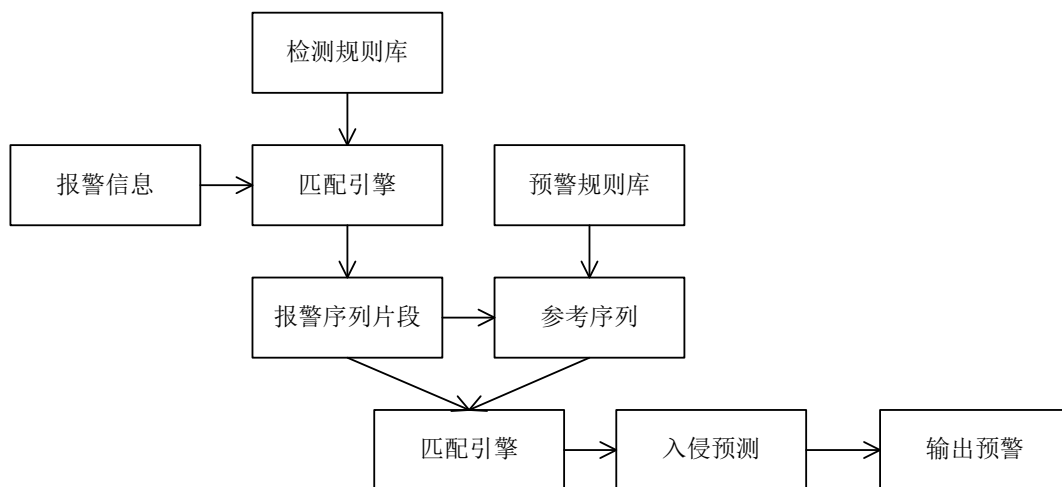 检测规则库
报警信息
匹配引擎
预警规则库
报警序列片段
参考序列
匹配引擎
入侵预测
输出预警